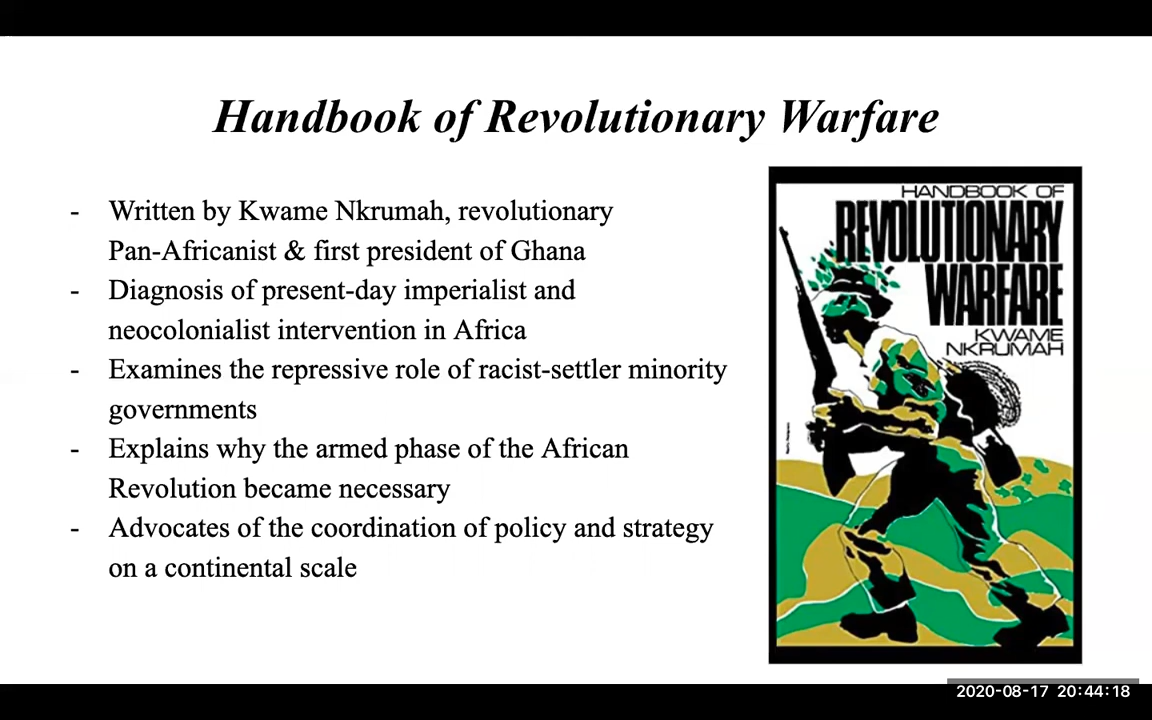 Handbook of Revolutionary Warfare
- Written by Kwame Nkrumah, revolutionary
Pan-Africanist & first president of Ghana
- Diagnosis of present-day imperialist and
neocolonialist intervention in Africa
- Examines the repressive role of racist-settler minority
governments
- Explains why the armed phase of the African
Revolution became necessary
- Advocates of the coordination of policy and strategy
on a continental scale
HANDBOOK OF
REVOLUTIONARY
WARFARE
KWAME
NKRUMAH
2020-08-17 20:44:18